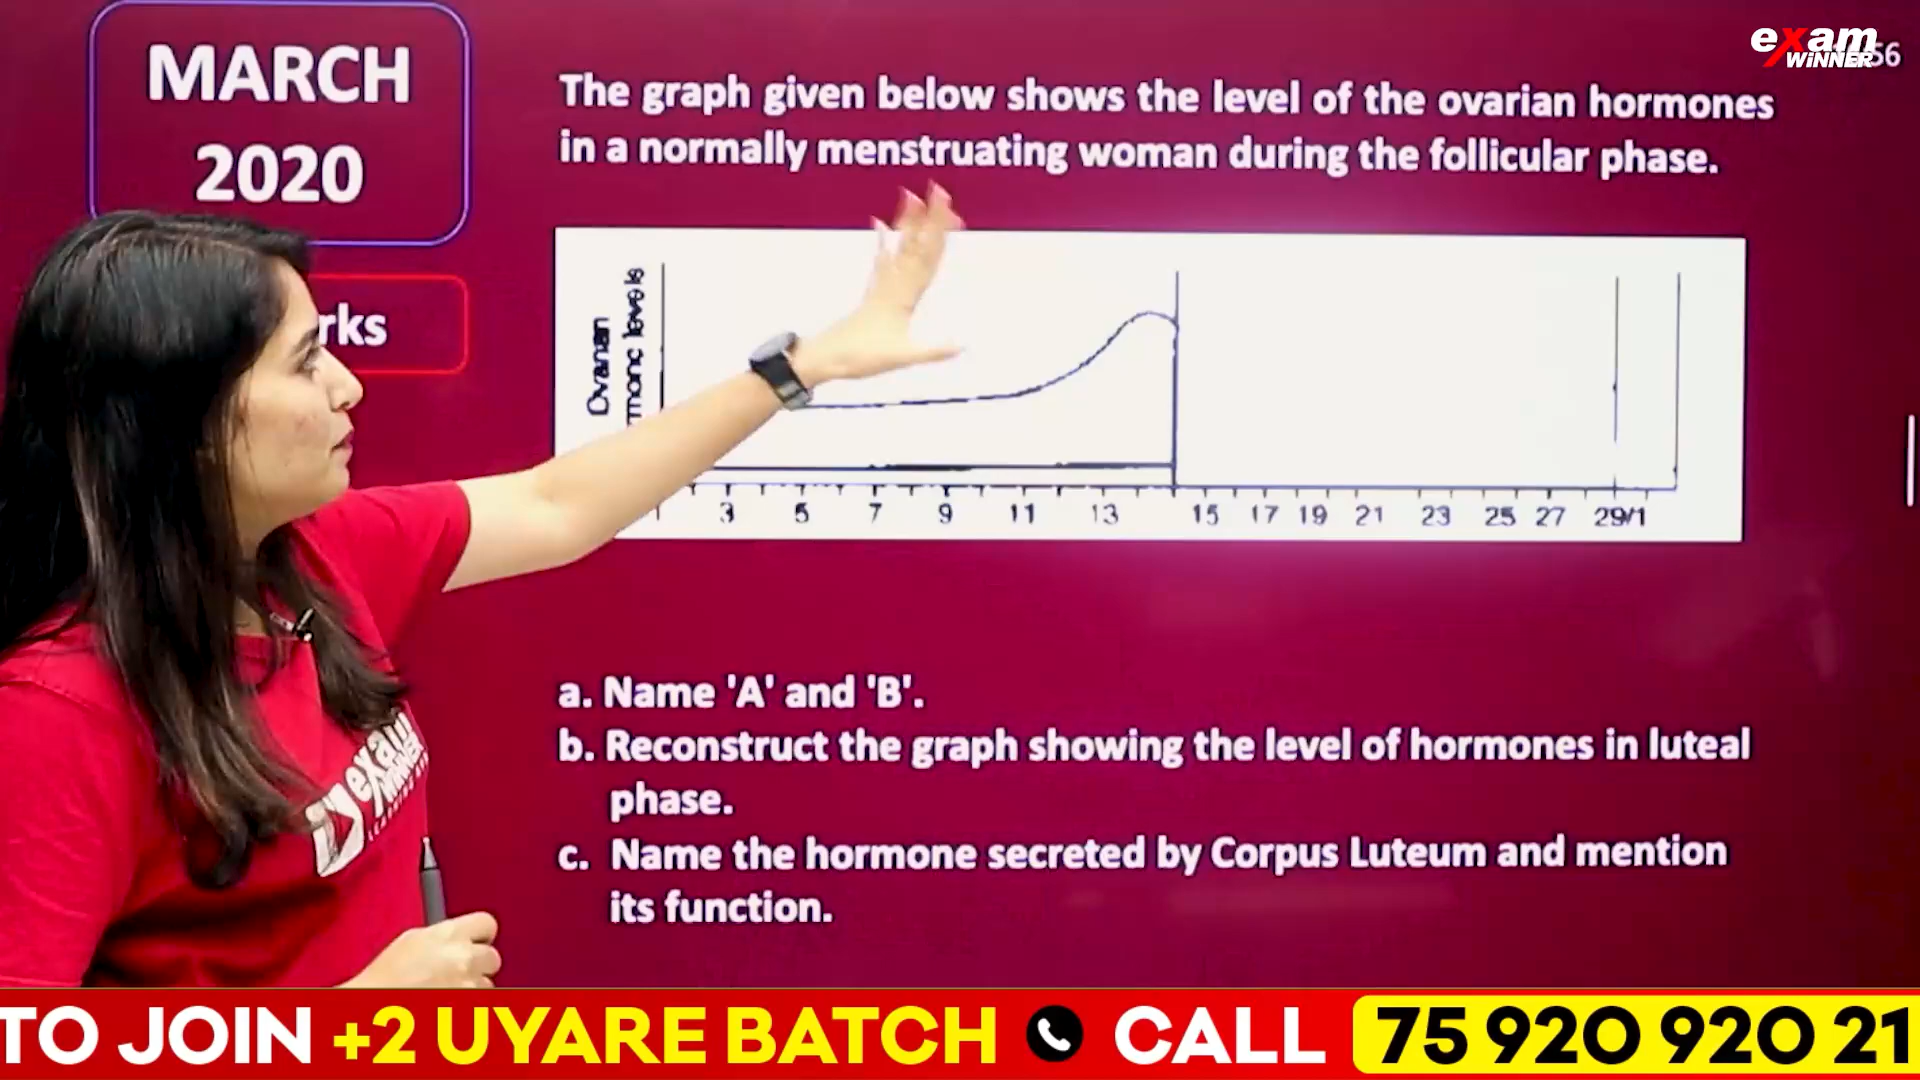 MARCH
2020
rks
exam
WiNNER
56
The graph given below shows the level of the ovarian hormones
in a normally menstruating woman during the follicular phase.
Ovarian
monc levels
3 5 7 9 11 13 15 17 19 21 23 25 27 29/1
a. Name 'A' and 'B'.
b. Reconstruct the graph showing the level of hormones in luteal
phase.
c. Name the hormone secreted by Corpus Luteum and mention
its function.
exam
WINNER
TO JOIN +2 UYARE BATCH CALL 75 920 920 21